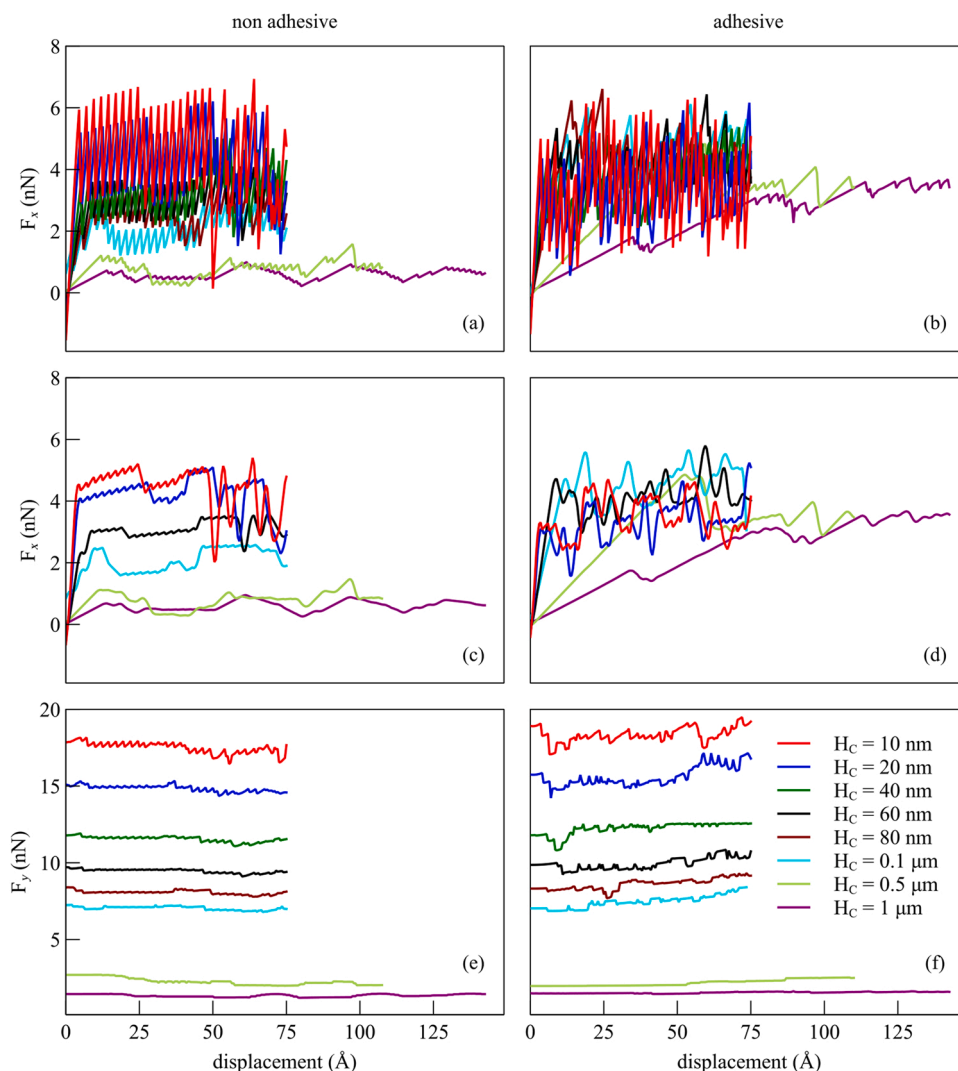 non adhesive
adhesive
8
6
4
2
0
F_x (nN)
(a)
(b)
8
6
4
2
0
F_x (nN)
(c)
(d)
20
15
10
5
F_y (nN)
(e)
(f)
H_C = 10 nm
H_C = 20 nm
H_C = 40 nm
H_C = 60 nm
H_C = 80 nm
H_C = 0.1 µm
H_C = 0.5 µm
H_C = 1 µm
0 25 50 75 100 125
0 25 50 75 100 125
displacement (Å)
displacement (Å)